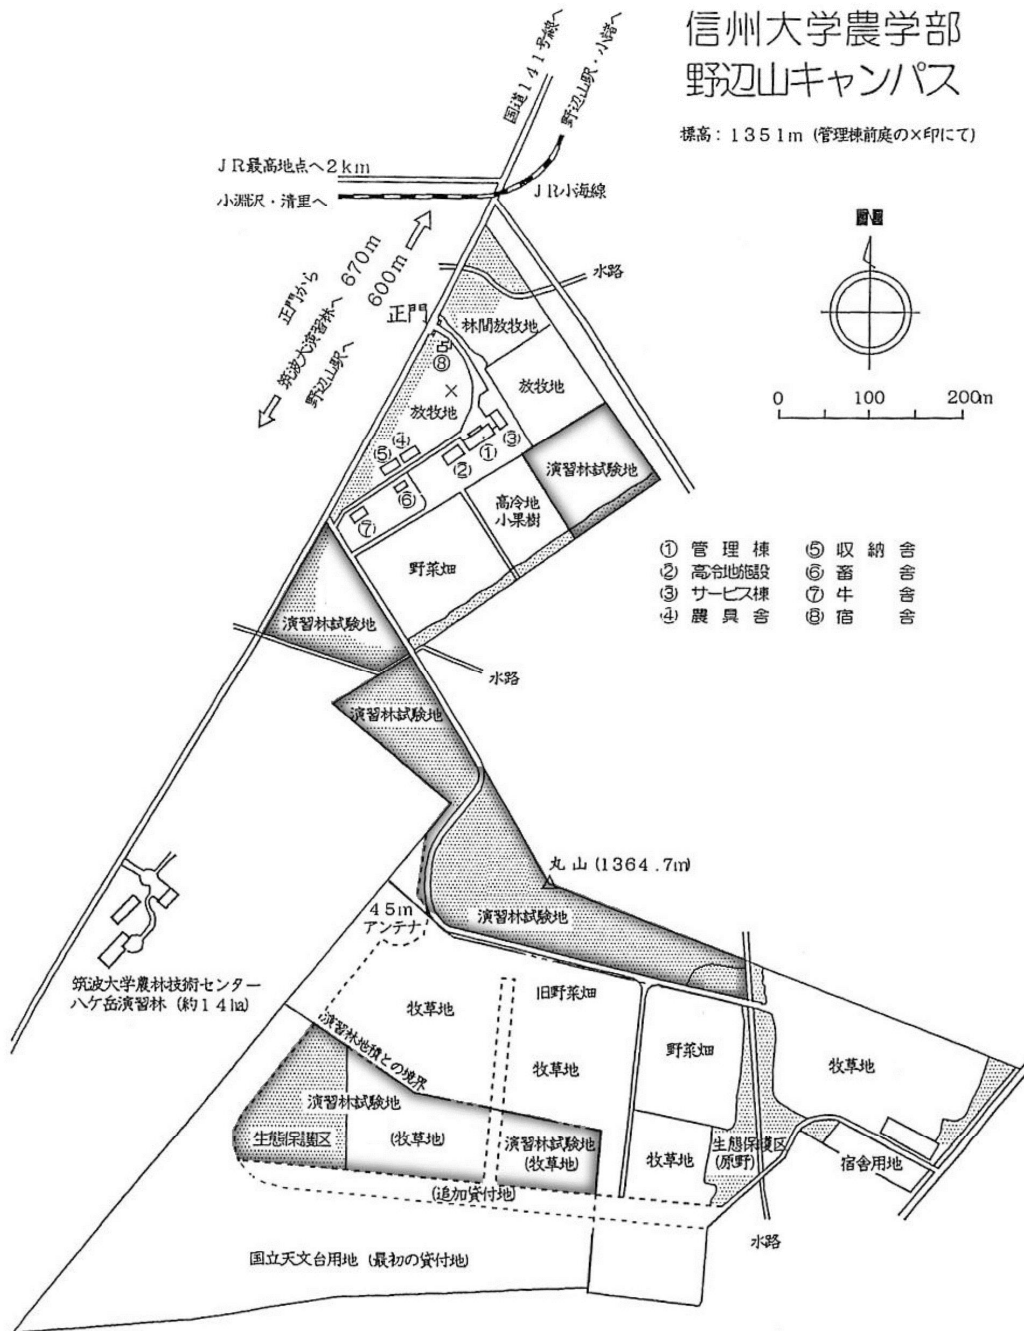 信州大学農学部
野辺山キャンパス
標高：1351m（管理棟前庭の×印にて）
国道141号線へ
野辺山駅・小諸へ
JR最高地点へ2km
小淵沢・清里へ
JR小海線
正門から
筑波大演習林へ 670m
野辺山駅へ 600m
水路
正門
林間放牧地
⑧
放牧地
×
放牧地
0 100 200m
③
①
②
④
⑤
⑥
⑦
演習林試験地
高冷地
小果樹
野菜畑
① 管理棟 ⑤ 収納舎
② 高冷地施設 ⑥ 畜舎
③ サービス棟 ⑦ 牛舎
④ 農具舎 ⑧ 宿舎
演習林試験地
水路
演習林試験地
丸山（1364.7m）
演習林試験地
45m
アンテナ
筑波大学農林技術センター
八ケ岳演習林（約14ha）
牧草地
旧野菜畑
牧草地
野菜畑
牧草地
演習林地積との境界
演習林試験地
生態保護区
（牧草地）
演習林試験地
（牧草地）
牧草地
生態保護区
（原野）
宿舎用地
（追加貸付地）
水路
国立天文台用地（最初の貸付地）